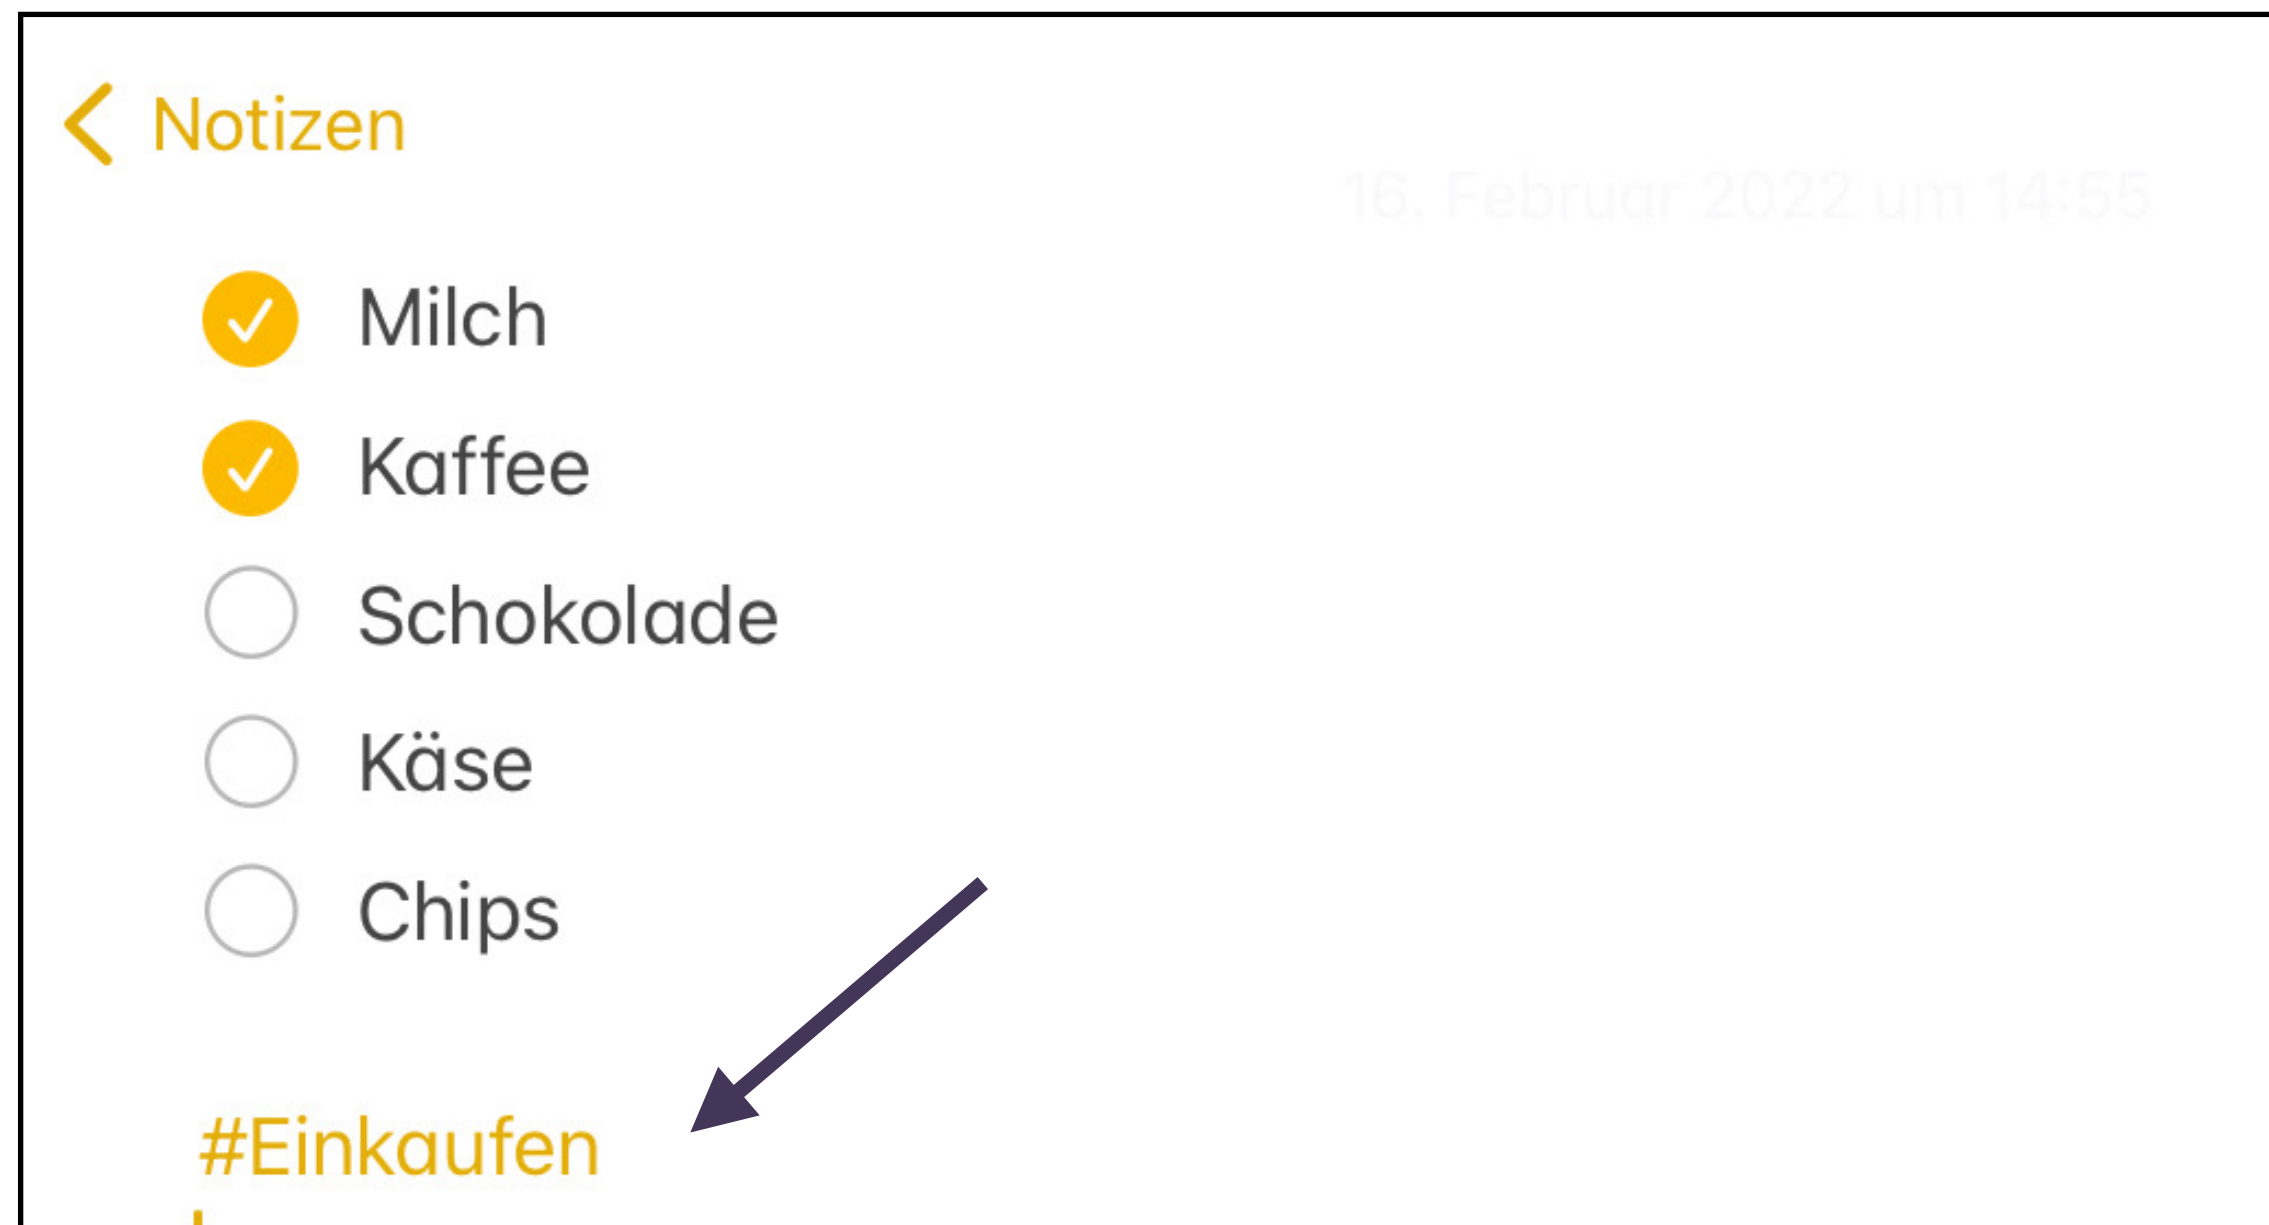 Notizen
16. Februar 2022 um 14:55
Milch
Kaffee
Schokolade
Käse
Chips
#Einkaufen